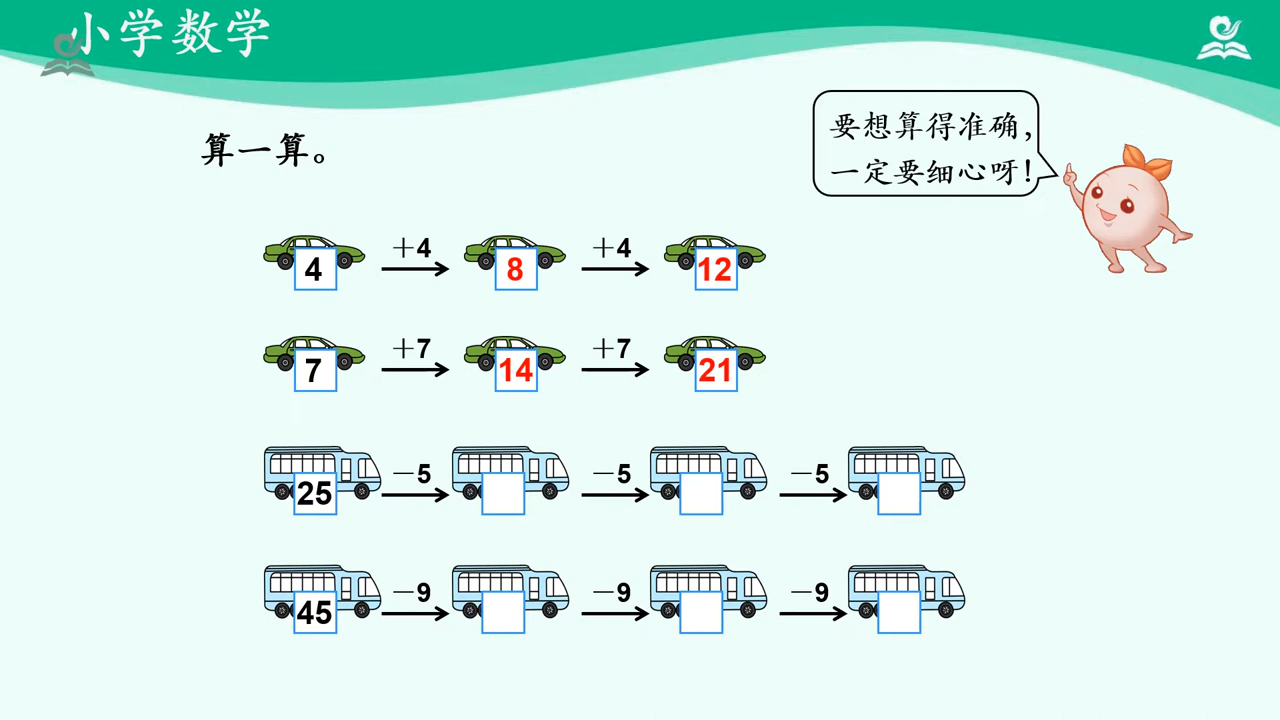 小学数学
要想算得准确，
一定要细心呀！
算一算。
+4 +4
4 8 12
+7 +7
7 14 21
－5 －5 －5
25
－9 －9 －9
45